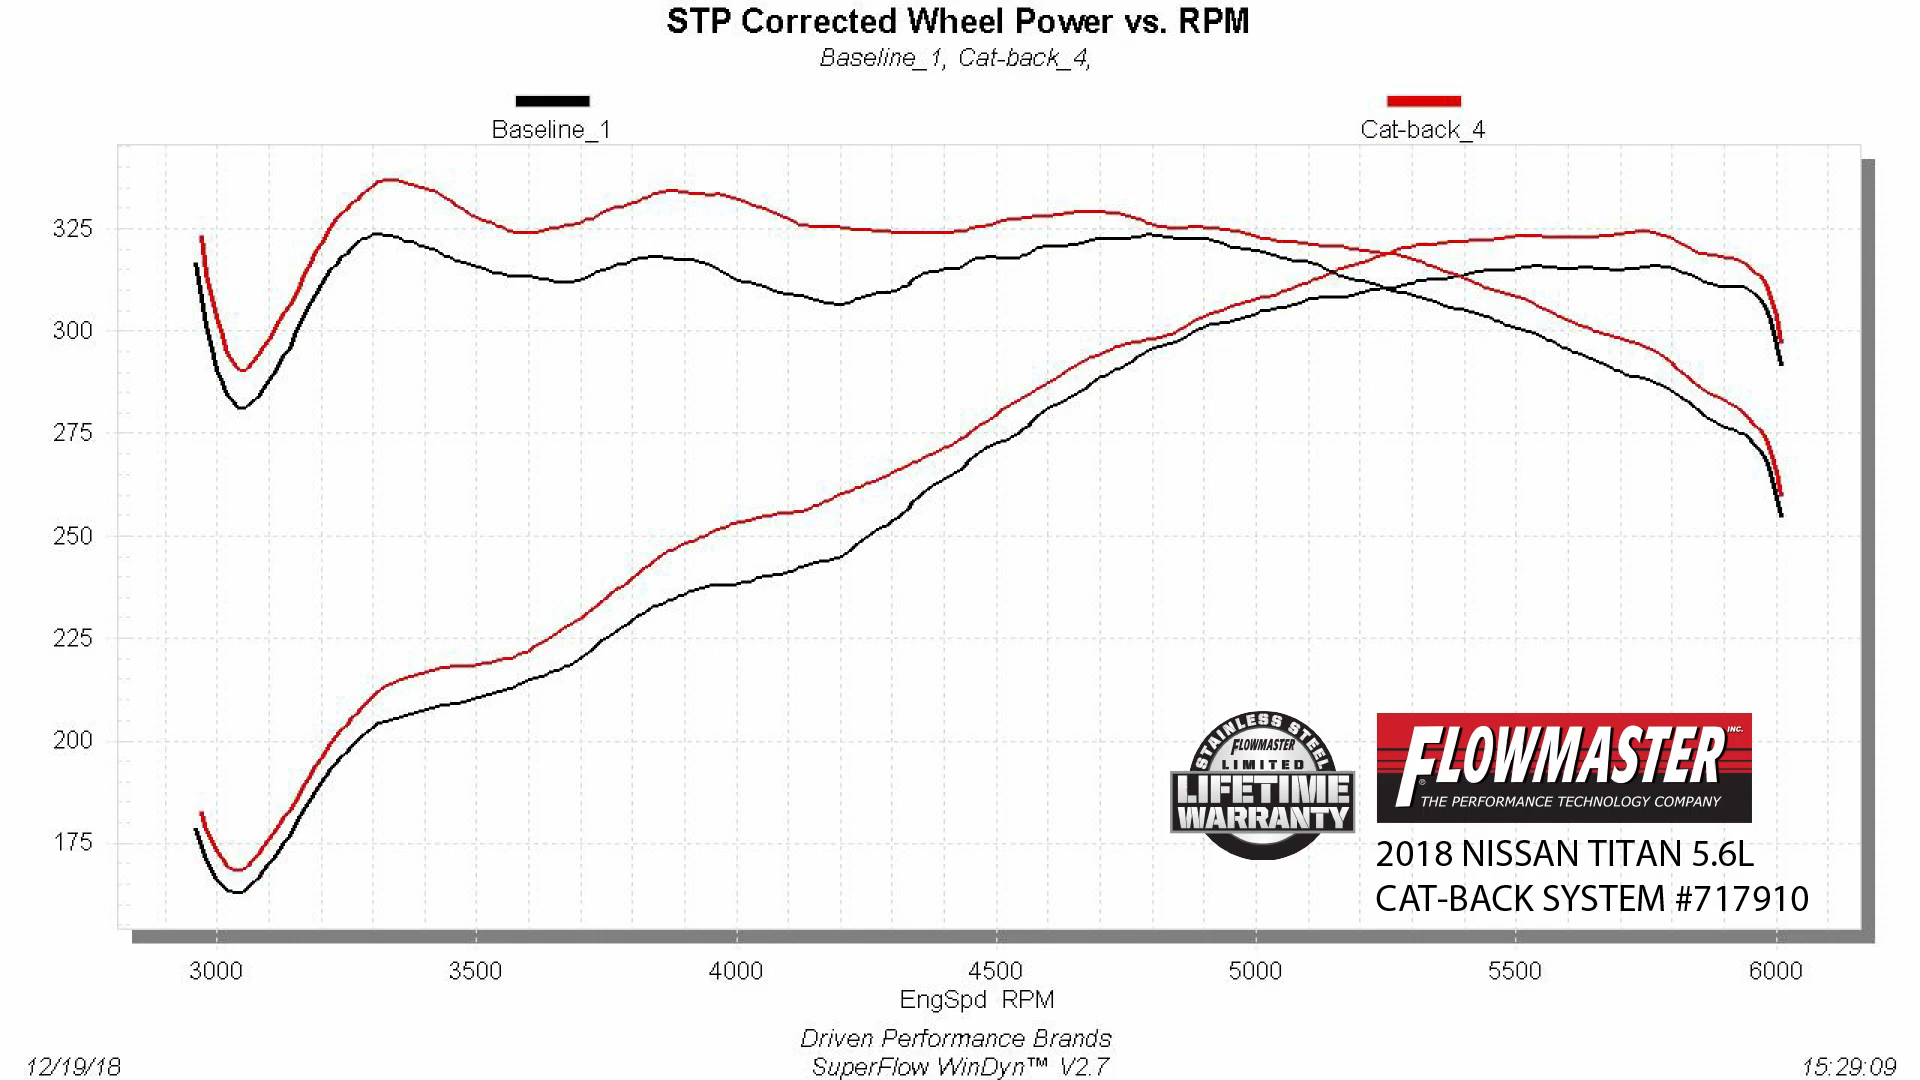 STP Corrected Wheel Power vs. RPM
Baseline_1, Cat-back_4,
Baseline_1
Cat-back_4
325
300
275
250
225
200
175
STAINLESS STEEL
FLOWMASTER
LIMITED
LIFETIME
WARRANTY
FLOWMASTER INC.
®
THE PERFORMANCE TECHNOLOGY COMPANY
2018 NISSAN TITAN 5.6L
CAT-BACK SYSTEM #717910
3000 3500 4000 4500 5000 5500 6000
EngSpd RPM
Driven Performance Brands
12/19/18 SuperFlow WinDyn™ V2.7 15:29:09